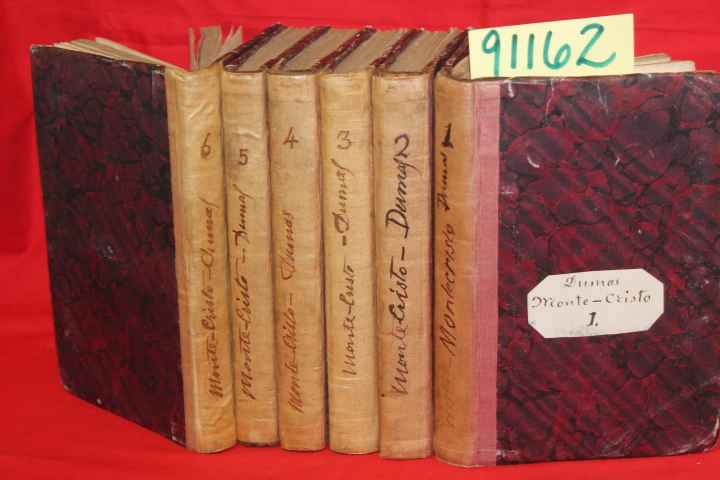 91162
6
Monte-Cristo-Dumas
5
Monte-Cristo-Dumas
4
Monte-Cristo-Dumas
3
Monte-Cristo-Dumas
Monte Cristo-Dumas 2
Montecristo Dumas 1
Dumas
Monte-Cristo
1.